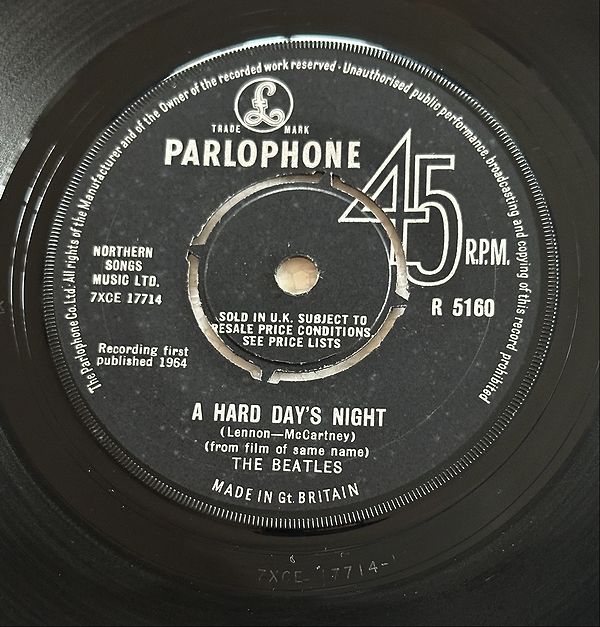 The Parlophone Co. Ltd. All rights of the Manufacturer and of the Owner of the recorded work reserved · Unauthorised public performance, broadcasting and copying of this record prohibited
£
TRADE MARK
PARLOPHONE
45 R.P.M.
NORTHERN
SONGS
MUSIC LTD.
7XCE 17714
R 5160
SOLD IN U.K. SUBJECT TO
RESALE PRICE CONDITIONS,
SEE PRICE LISTS
Recording first
published 1964
A HARD DAY'S NIGHT
(Lennon—McCartney)
(from film of same name)
THE BEATLES
MADE IN Gt. BRITAIN
7XCE 17714-